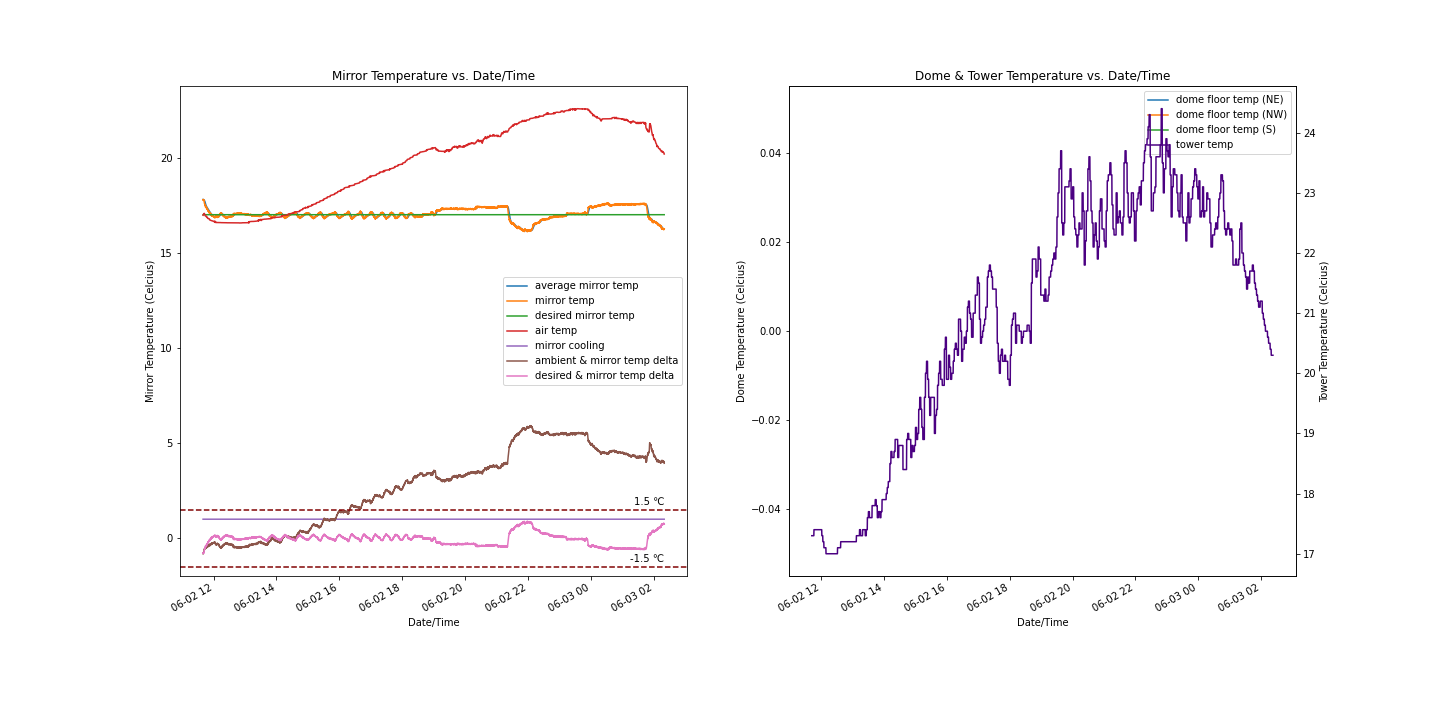 Mirror Temperature vs. Date/Time
Mirror Temperature (Celcius)
20
15
10
5
0
average mirror temp
mirror temp
desired mirror temp
air temp
mirror cooling
ambient & mirror temp delta
desired & mirror temp delta
1.5 °C
-1.5 °C
06-02 12
06-02 14
06-02 16
06-02 18
06-02 20
06-02 22
06-03 00
06-03 02
Date/Time
Dome & Tower Temperature vs. Date/Time
Dome Temperature (Celcius)
0.04
0.02
0.00
−0.02
−0.04
dome floor temp (NE)
dome floor temp (NW)
dome floor temp (S)
tower temp
24
23
22
21
20
19
18
17
Tower Temperature (Celcius)
06-02 12
06-02 14
06-02 16
06-02 18
06-02 20
06-02 22
06-03 00
06-03 02
Date/Time